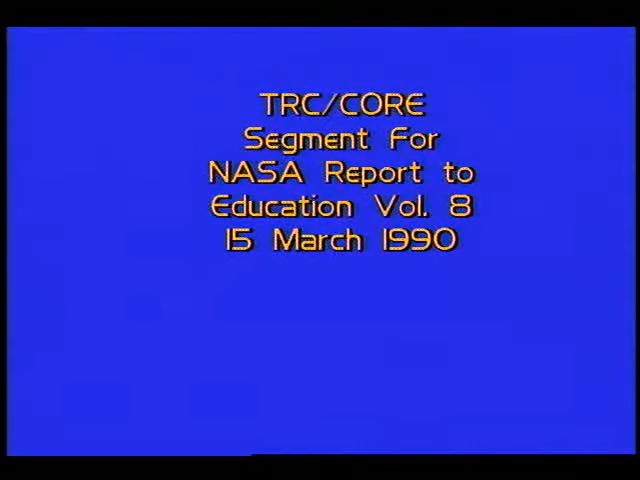 TRC/CORE
Segment For
NASA Report to
Education Vol. 8
15 March 1990